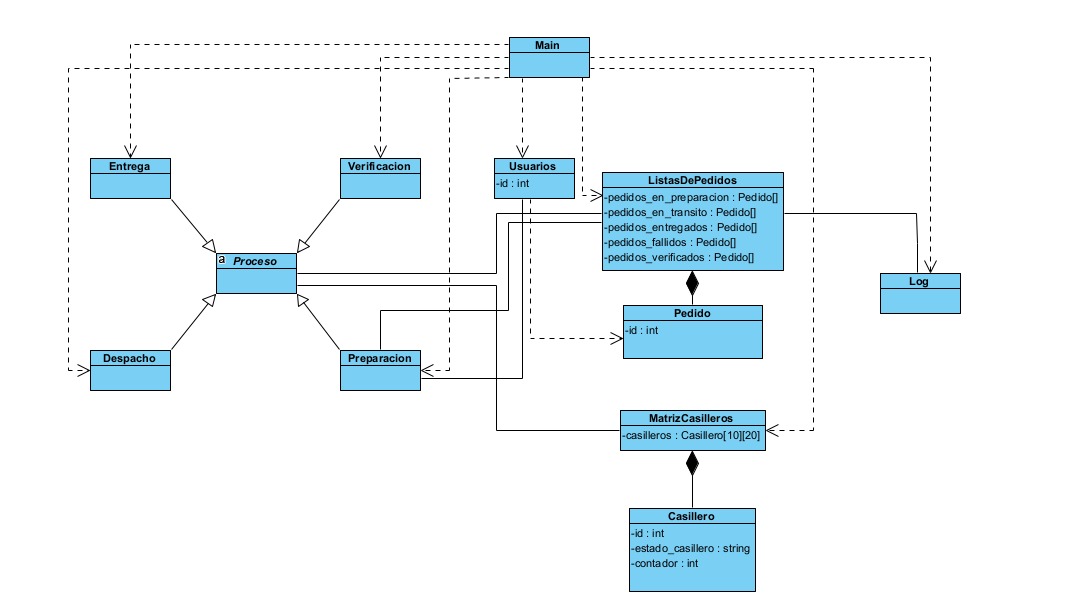 Main
Entrega
Verificacion
Usuarios
-id : int
ListasDePedidos
-pedidos_en_preparacion : Pedido[]
-pedidos_en_transito : Pedido[]
-pedidos_entregados : Pedido[]
-pedidos_fallidos : Pedido[]
-pedidos_verificados : Pedido[]
a
Proceso
Log
Pedido
-id : int
Despacho
Preparacion
MatrizCasilleros
-casilleros : Casillero[10][20]
Casillero
-id : int
-estado_casillero : string
-contador : int